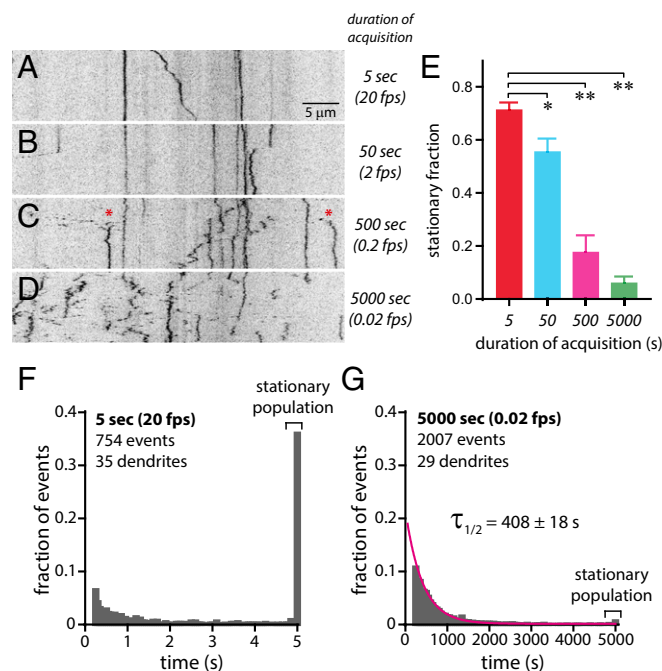 duration of
acquisition
A
5 sec
(20 fps)
5 µm
B
50 sec
(2 fps)
C
*
*
500 sec
(0.2 fps)
D
5000 sec
(0.02 fps)
E
**
**
*
0.8
0.6
0.4
0.2
0.0
stationary fraction
5 50 500 5000
duration of acquisition (s)
F
5 sec (20 fps)
754 events
35 dendrites
stationary
population
0.4
0.3
0.2
0.1
0
fraction of events
0 1 2 3 4 5
time (s)
G
5000 sec (0.02 fps)
2007 events
29 dendrites
τ1/2 = 408 ± 18 s
stationary
population
0.4
0.3
0.2
0.1
0
fraction of events
0 1000 2000 3000 4000 5000
time (s)